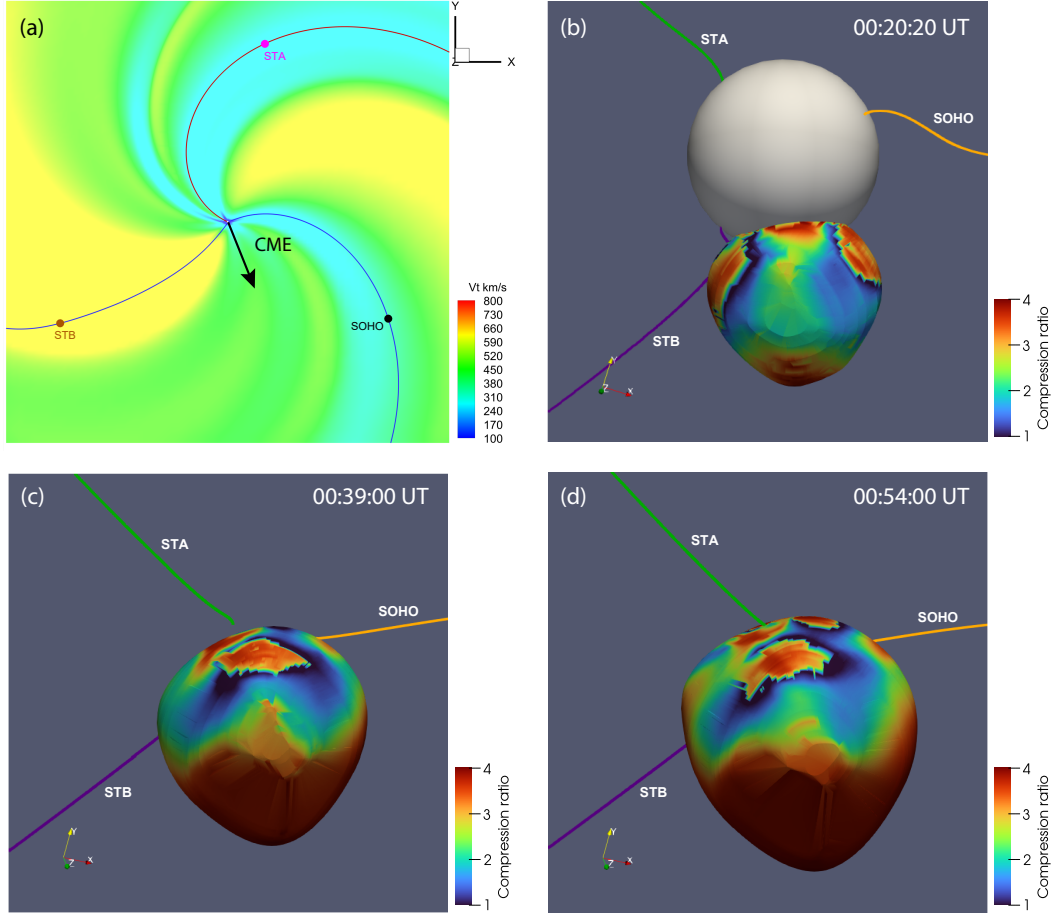 (a)
Y
Z
X
STA
CME
STB
SOHO
Vt km/s
800
730
660
590
520
450
380
310
240
170
100
(b)
00:20:20 UT
STA
SOHO
STB
Y
Z
X
4
3
2
1
Compression ratio
(c)
00:39:00 UT
STA
SOHO
STB
Y
Z
X
4
3
2
1
Compression ratio
(d)
00:54:00 UT
STA
SOHO
STB
Y
Z
X
4
3
2
1
Compression ratio